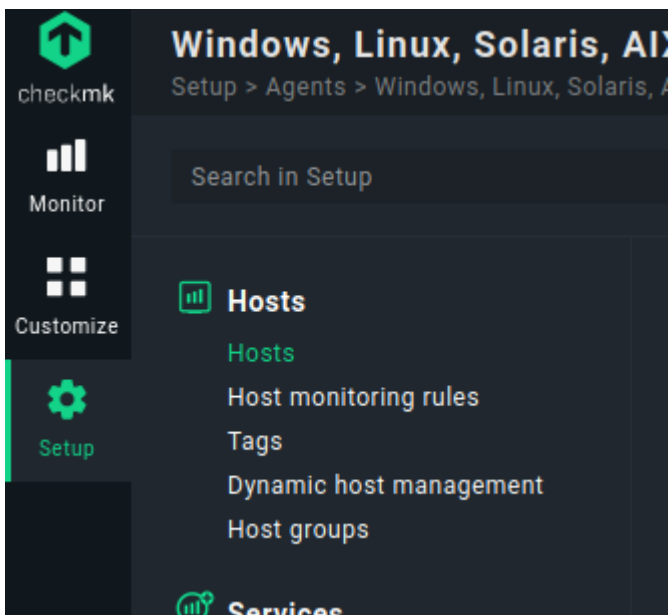 Windows, Linux, Solaris, AIX
Setup > Agents > Windows, Linux, Solaris, A
checkmk
Search in Setup
Monitor
Customize
Setup
Hosts
Hosts
Host monitoring rules
Tags
Dynamic host management
Host groups
Services